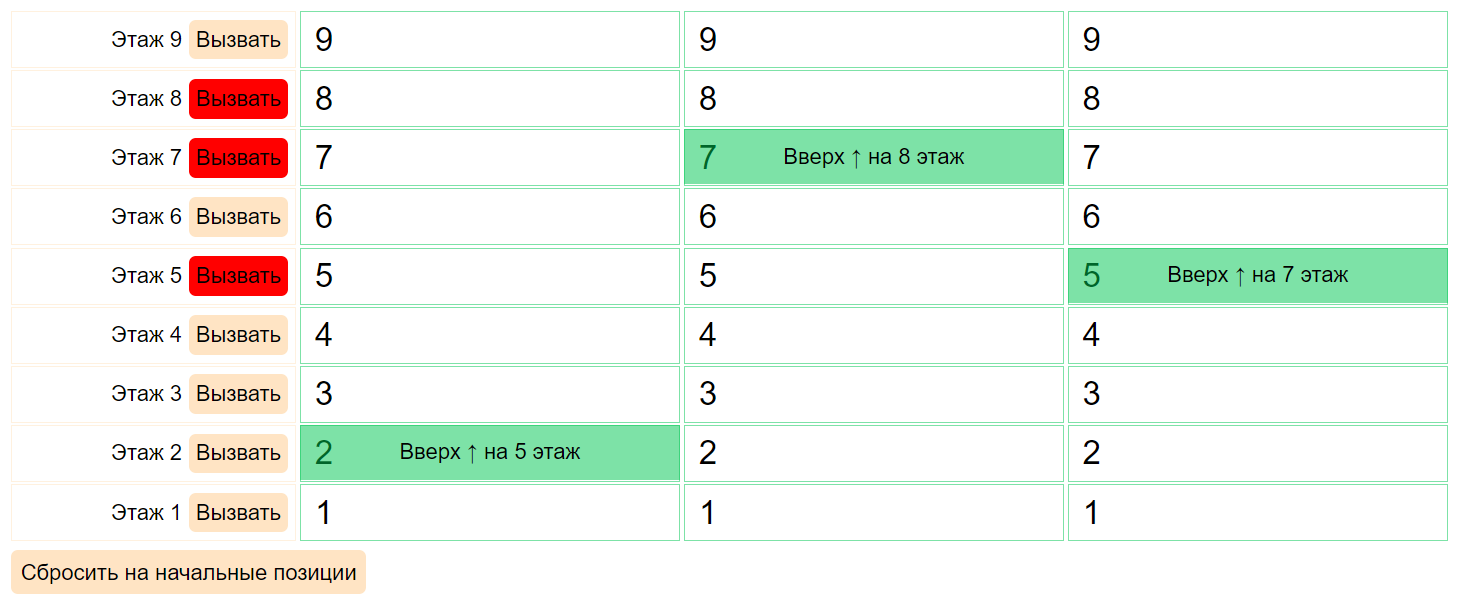 Этаж 9 Вызвать 9 9 9
Этаж 8 Вызвать 8 8 8
Этаж 7 Вызвать 7 7 Вверх ↑ на 8 этаж 7
Этаж 6 Вызвать 6 6 6
Этаж 5 Вызвать 5 5 5 Вверх ↑ на 7 этаж
Этаж 4 Вызвать 4 4 4
Этаж 3 Вызвать 3 3 3
Этаж 2 Вызвать 2 Вверх ↑ на 5 этаж 2 2
Этаж 1 Вызвать 1 1 1
Сбросить на начальные позиции